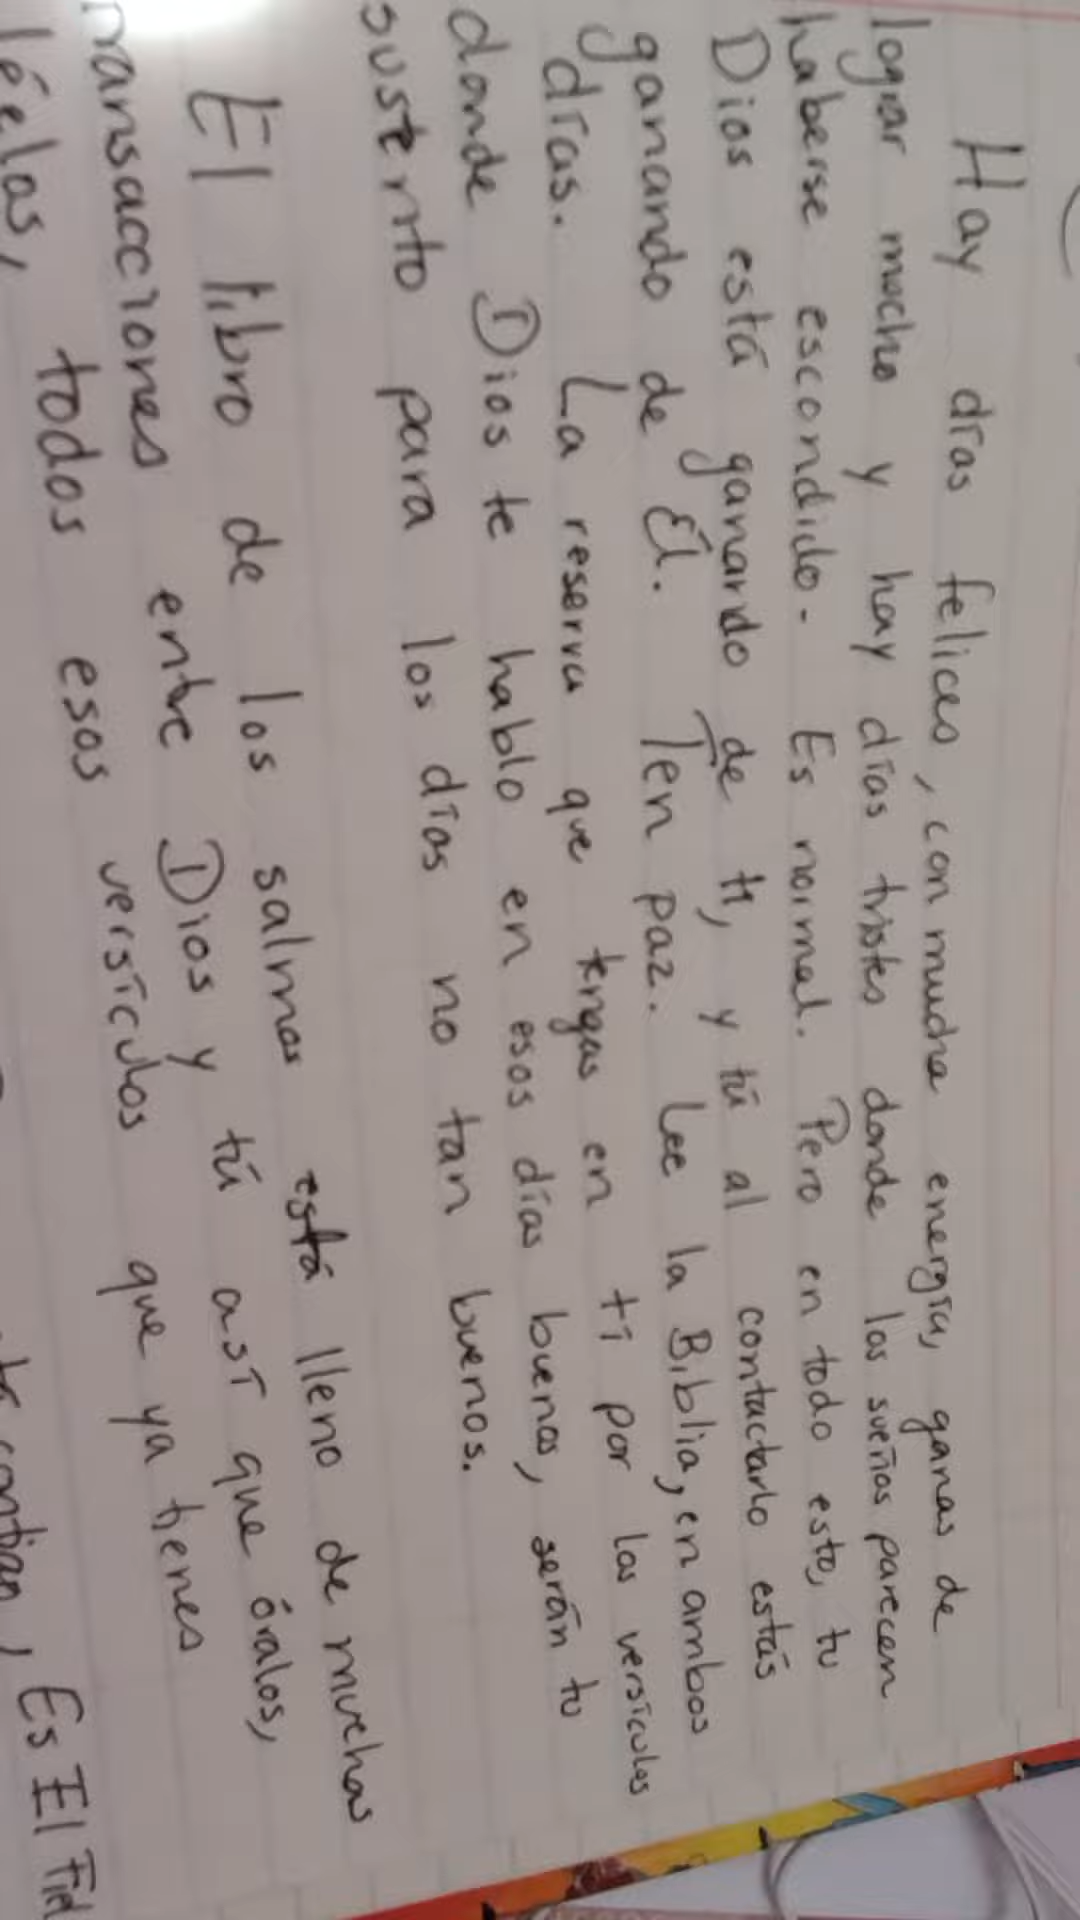 Hay días felices, con mucha energía, ganas de
lograr mucho y hay días tristes donde los sueños parecen
haberse escondido. Es normal. Pero en todo esto, tu
Dios está ganando de ti, y tú al contactarlo estás
ganando de Él. Ten paz. Lee la Biblia, en ambos
días. La reserva que tengas en ti por los versículos
donde Dios te hablo en esos días buenos, serán tu
sustento para los días no tan buenos.
El libro de los salmos está lleno de muchas
transacciones entre Dios y tú así que óralos,
léelos, todos esos versículos que ya tienes
Es El Fiel